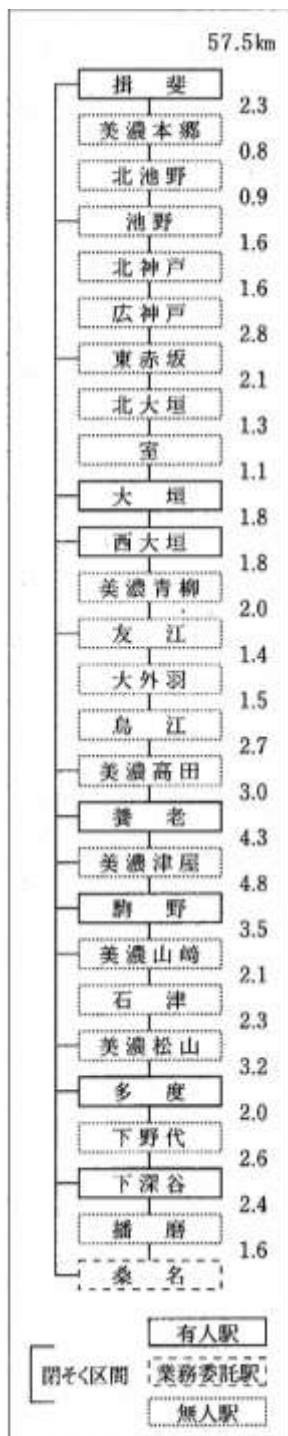 57.5km
揖斐
2.3
美濃本郷
0.8
北池野
0.9
池野
1.6
北神戸
1.6
広神戸
2.8
東赤坂
2.1
北大垣
1.3
室
1.1
大垣
1.8
西大垣
1.8
美濃青柳
2.0
友江
1.4
大外羽
1.5
烏江
2.7
美濃高田
3.0
養老
4.3
美濃津屋
4.8
駒野
3.5
美濃山崎
2.1
石津
2.3
美濃松山
3.2
多度
2.0
下野代
2.6
下深谷
2.4
播磨
1.6
桑名
有人駅
閉そく区間
業務委託駅
無人駅